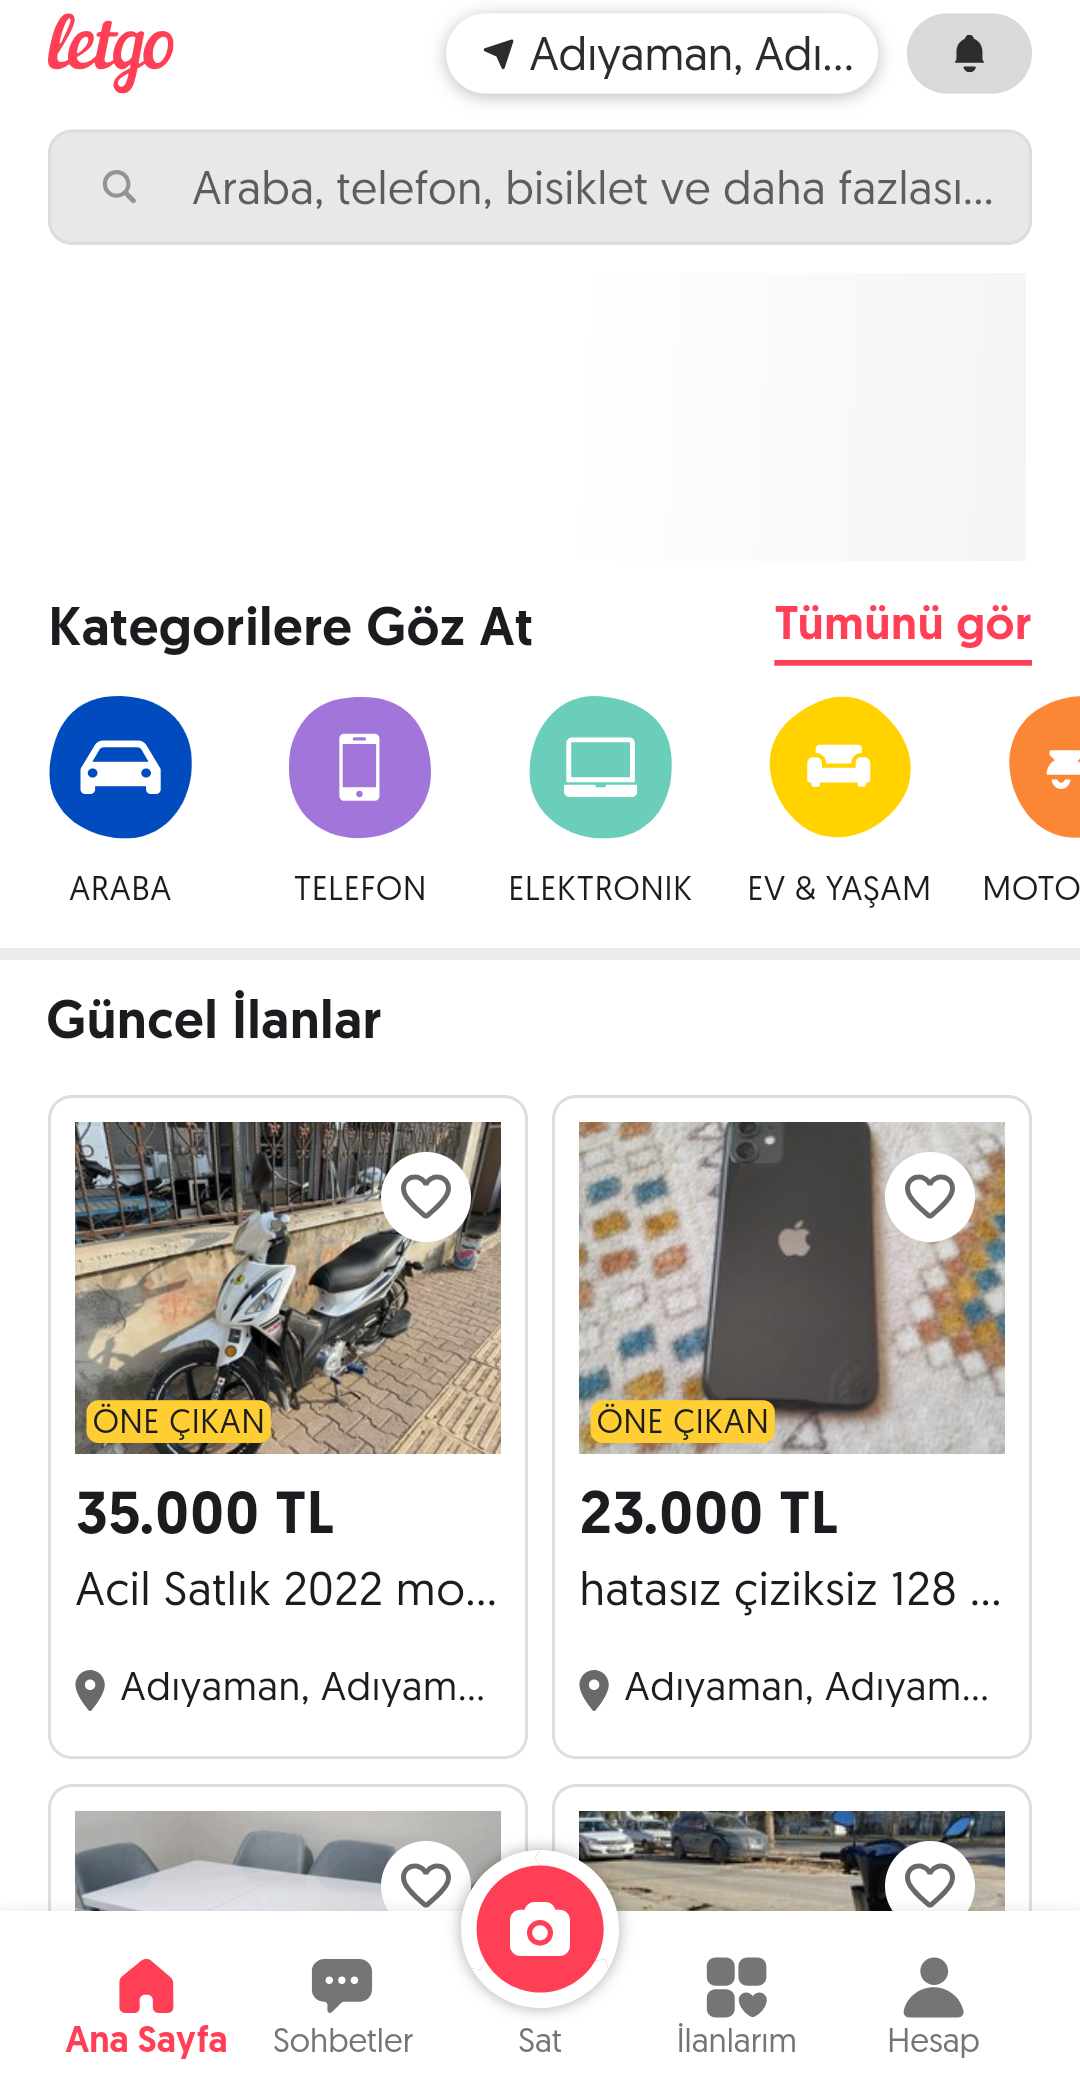 letgo
Adıyaman, Adı...
Araba, telefon, bisiklet ve daha fazlası...
Kategorilere Göz At
Tümünü gör
ARABA
TELEFON
ELEKTRONIK
EV & YAŞAM
MOTO
Güncel İlanlar
ÖNE ÇIKAN
35.000 TL
Acil Satlık 2022 mo...
Adıyaman, Adıyam...
ÖNE ÇIKAN
23.000 TL
hatasız çiziksiz 128 ...
Adıyaman, Adıyam...
Ana Sayfa
Sohbetler
Sat
İlanlarım
Hesap